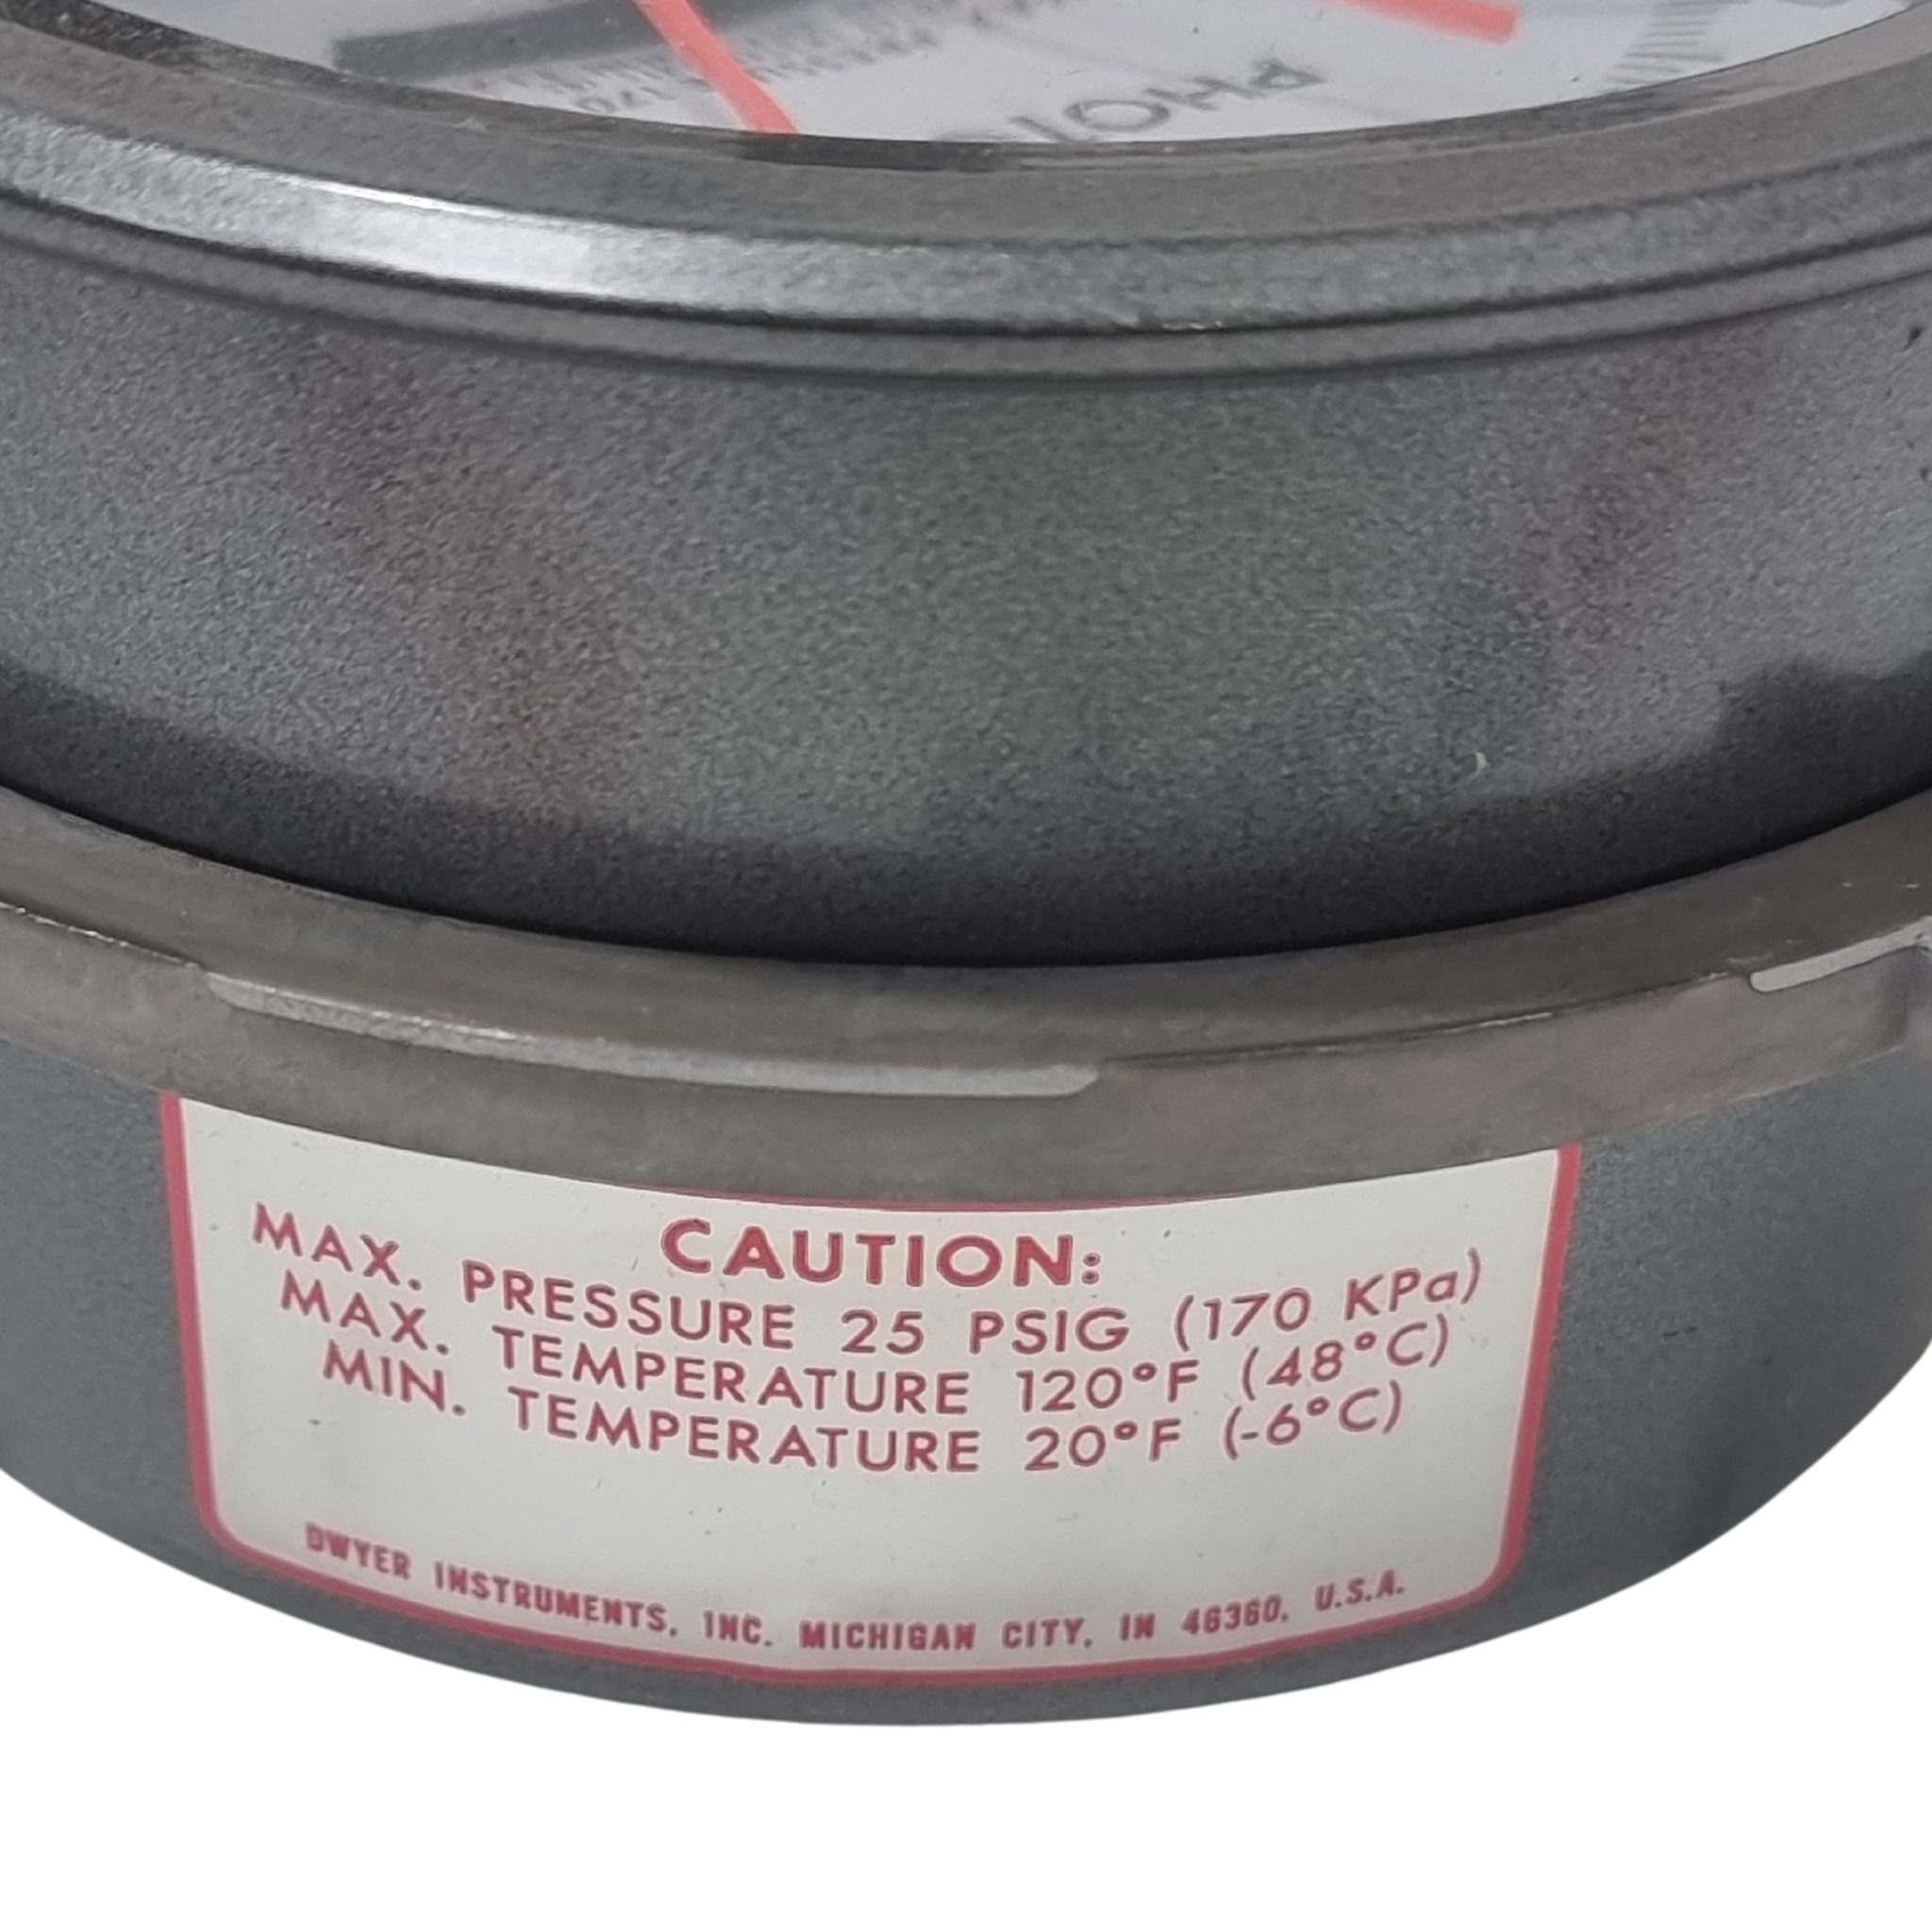 CAUTION:
MAX. PRESSURE 25 PSIG (170 KPa)
MAX. TEMPERATURE 120°F (48°C)
MIN. TEMPERATURE 20°F (-6°C)
DWYER INSTRUMENTS, INC. MICHIGAN CITY, IN 46360, U.S.A.